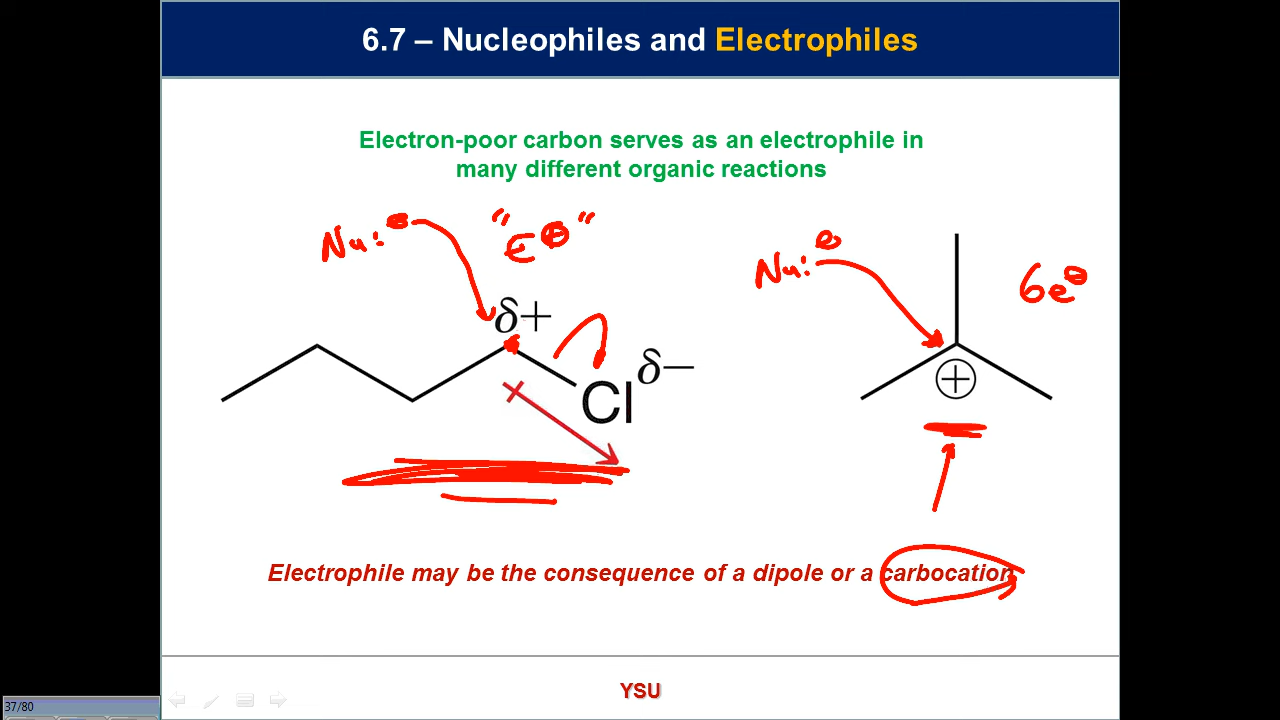 6.7 – Nucleophiles and Electrophiles
Electron-poor carbon serves as an electrophile in
many different organic reactions
Nu:⊖
"E⊕"
Nu:⊖
6e⊖
δ+
Cl
δ−
+
Electrophile may be the consequence of a dipole or a carbocation
YSU
37/80